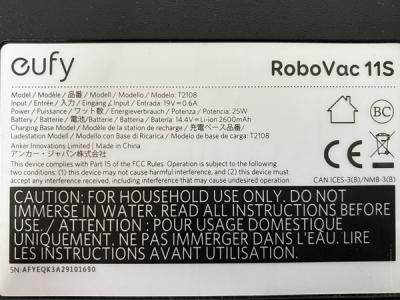 eufy
RoboVac 11S
Model / Modèle / 品番 / Modell / Modello / Modelo: T2108
Input / Entrée / 入力 / Eingang / Input / Entrada: 19V⎓0.6A
Power / Puissance / ワット数 / Energieverbrauch / Potenza / Potencia: 25W
Battery / Batterie / 電池/ Batterie / Batteria / Batería: 14.4V Li-ion 2600mAh
Charging Base Model / Modèle de la station de recharge / 充電ベース品番/
Ladestation Modell / Modello con Base di Ricarica / Modelo de base de carga: T2108
Anker Innovations Limited | Made in China
アンカー・ジャパン株式会社
This device complies with Part 15 of the FCC Rules. Operation is subject to the following
two conditions: (1) this device may not cause harmful interference, and (2) this device
must accept any interference received, including interference that may cause undesired operation.
BC
CE
CAN ICES-3(B)/NMB-3(B)
CAUTION: FOR HOUSEHOLD USE ONLY. DO NOT
IMMERSE IN WATER. READ ALL INSTRUCTIONS BEFORE
USE. / ATTENTION : POUR USAGE DOMESTIQUE
UNIQUEMENT. NE PAS IMMERGER DANS L'EAU. LIRE
LES INSTRUCTIONS AVANT UTILISATION.
SN: AFYEQK3A29101690